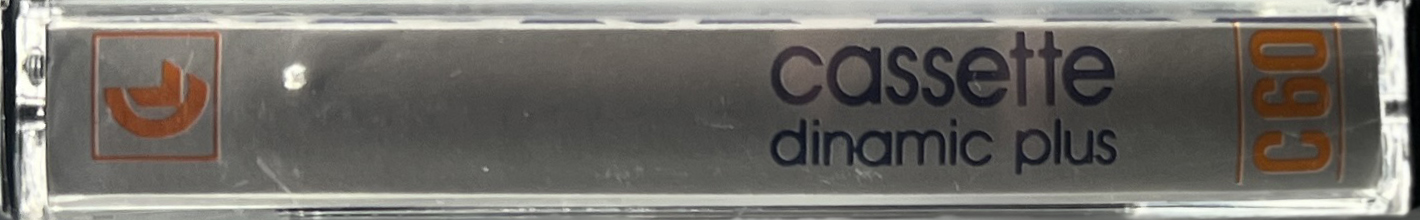 cassette
dinamic plus
C60